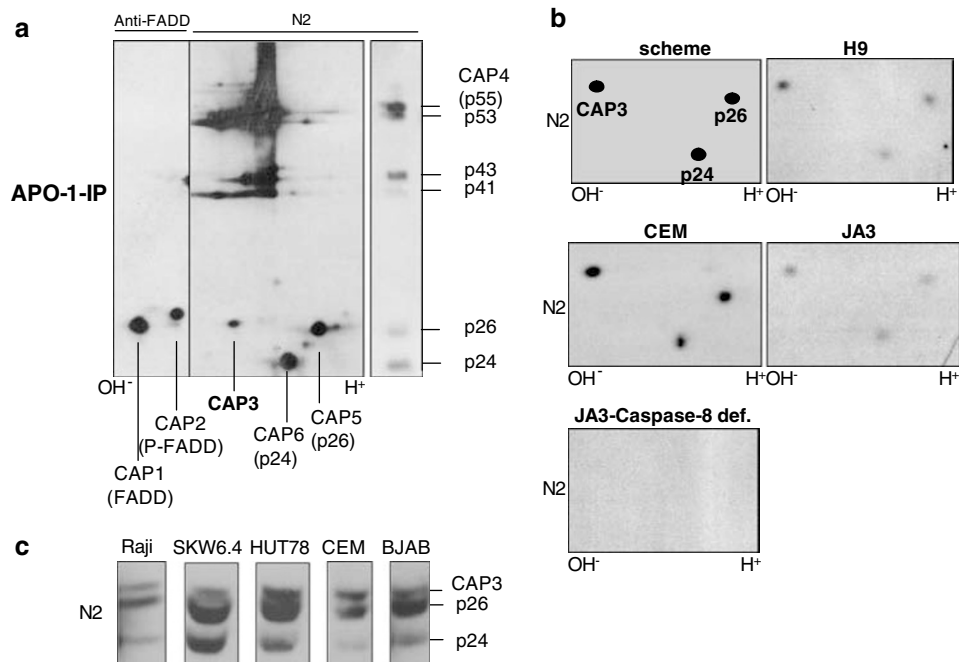 a
Anti-FADD
N2
APO-1-IP
CAP4
(p55)
p53
p43
p41
p26
p24
OH-
H+
CAP3
CAP5
(p26)
CAP6
(p24)
CAP2
(P-FADD)
CAP1
(FADD)
b
scheme
H9
N2
CAP3
p26
p24
OH-
H+
OH-
H+
CEM
JA3
N2
OH-
H+
OH-
H+
JA3-Caspase-8 def.
N2
OH-
H+
c
Raji
SKW6.4
HUT78
CEM
BJAB
N2
CAP3
p26
p24